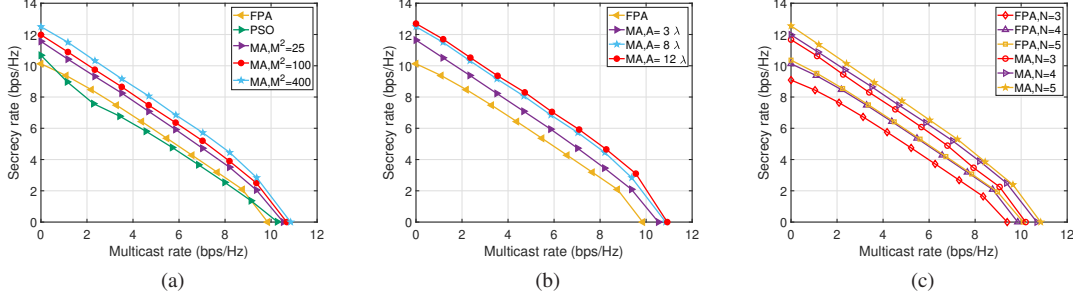 (a)
Secrecy rate (bps/Hz)
14
12
10
8
6
4
2
0
0 2 4 6 8 10 12
Multicast rate (bps/Hz)
FPA
PSO
MA,M²=25
MA,M²=100
MA,M²=400
(b)
Secrecy rate (bps/Hz)
14
12
10
8
6
4
2
0
0 2 4 6 8 10 12
Multicast rate (bps/Hz)
FPA
MA,A= 3 λ
MA,A= 8 λ
MA,A= 12 λ
(c)
Secrecy rate (bps/Hz)
14
12
10
8
6
4
2
0
0 2 4 6 8 10 12
Multicast rate (bps/Hz)
FPA,N=3
FPA,N=4
FPA,N=5
MA,N=3
MA,N=4
MA,N=5